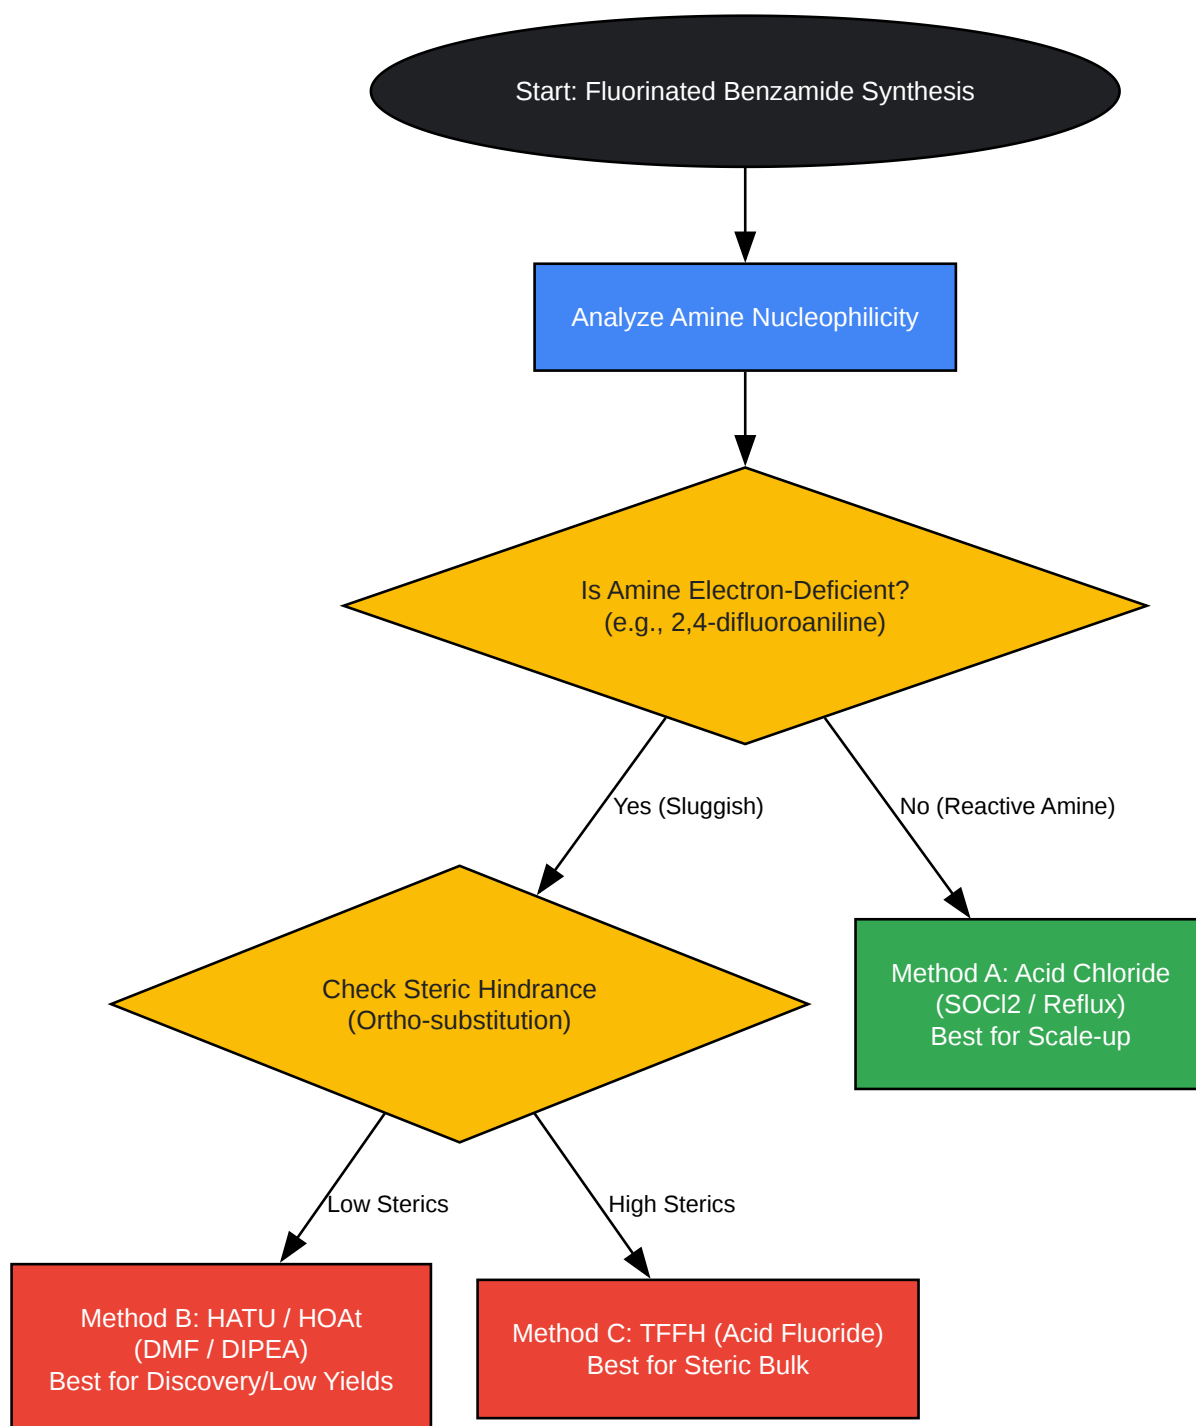 Start: Fluorinated Benzamide Synthesis
Analyze Amine Nucleophilicity
Is Amine Electron-Deficient?
(e.g., 2,4-difluoroaniline)
Yes (Sluggish)
No (Reactive Amine)
Check Steric Hindrance
(Ortho-substitution)
Method A: Acid Chloride
(SOCl2 / Reflux)
Best for Scale-up
Low Sterics
High Sterics
Method B: HATU / HOAt
(DMF / DIPEA)
Best for Discovery/Low Yields
Method C: TFFH (Acid Fluoride)
Best for Steric Bulk